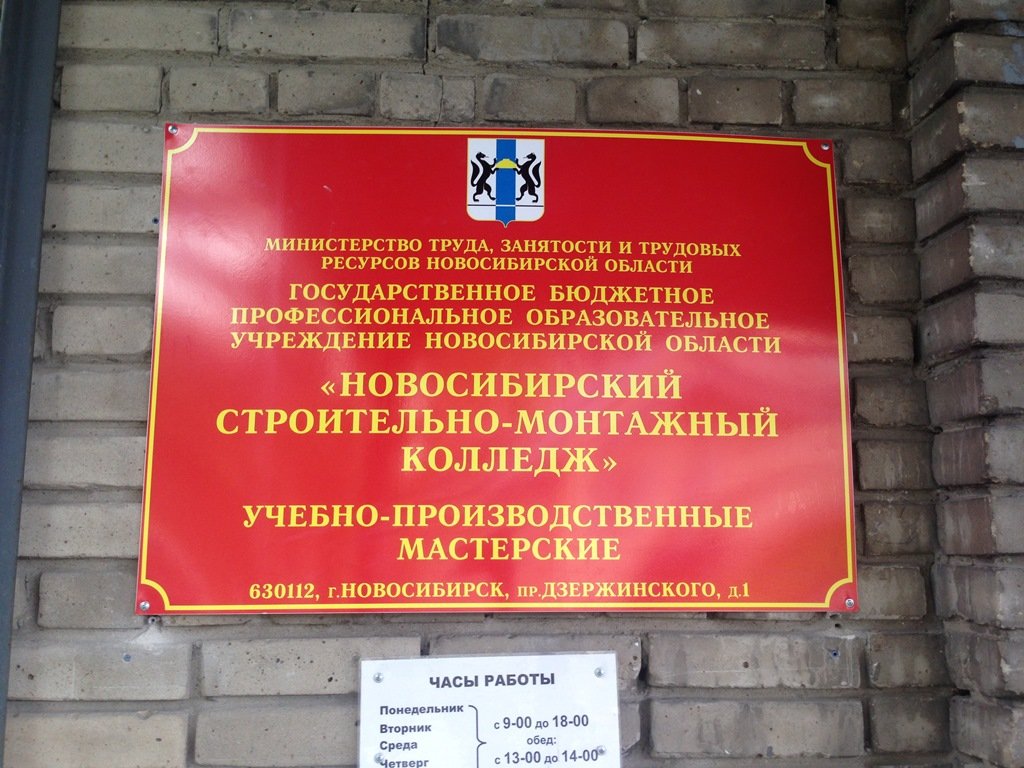 МИНИСТЕРСТВО ТРУДА, ЗАНЯТОСТИ И ТРУДОВЫХ
РЕСУРСОВ НОВОСИБИРСКОЙ ОБЛАСТИ
ГОСУДАРСТВЕННОЕ БЮДЖЕТНОЕ
ПРОФЕССИОНАЛЬНОЕ ОБРАЗОВАТЕЛЬНОЕ
УЧРЕЖДЕНИЕ НОВОСИБИРСКОЙ ОБЛАСТИ
«НОВОСИБИРСКИЙ
СТРОИТЕЛЬНО-МОНТАЖНЫЙ
КОЛЛЕДЖ»
УЧЕБНО-ПРОИЗВОДСТВЕННЫЕ
МАСТЕРСКИЕ
630112, г.НОВОСИБИРСК, пр.ДЗЕРЖИНСКОГО, д.1
ЧАСЫ РАБОТЫ
Понедельник
Вторник
Среда
Четверг
с 9-00 до 18-00
обед:
с 13-00 до 14-00